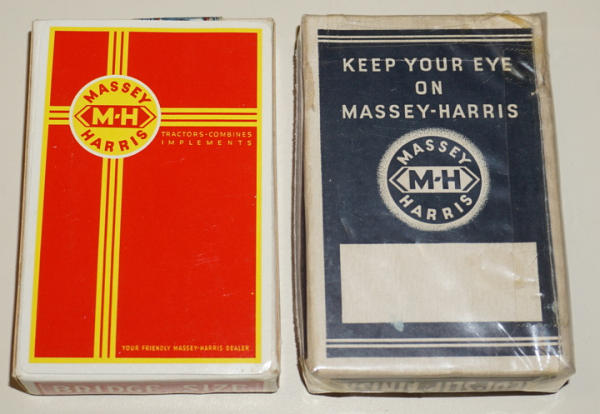 MASSEY
M-H
HARRIS
TRACTORS-COMBINES
IMPLEMENTS
YOUR FRIENDLY MASSEY-HARRIS DEALER
BRIDGE SIZE
KEEP YOUR EYE
ON
MASSEY-HARRIS
MASSEY
M-H
HARRIS